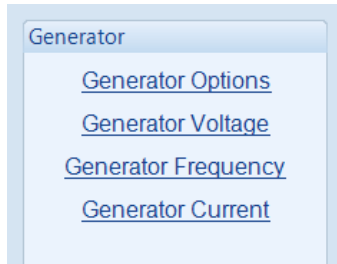 Generator
Generator Options
Generator Voltage
Generator Frequency
Generator Current